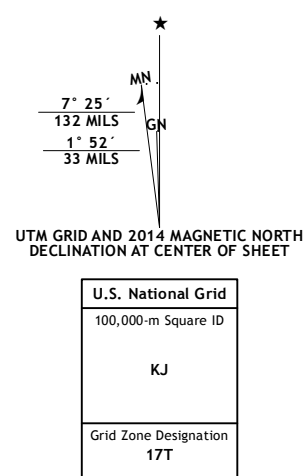 ★
MN
7° 25´
132 MILS
GN
1° 52´
33 MILS
UTM GRID AND 2014 MAGNETIC NORTH
DECLINATION AT CENTER OF SHEET
U.S. National Grid
100,000-m Square ID
KJ
Grid Zone Designation
17T